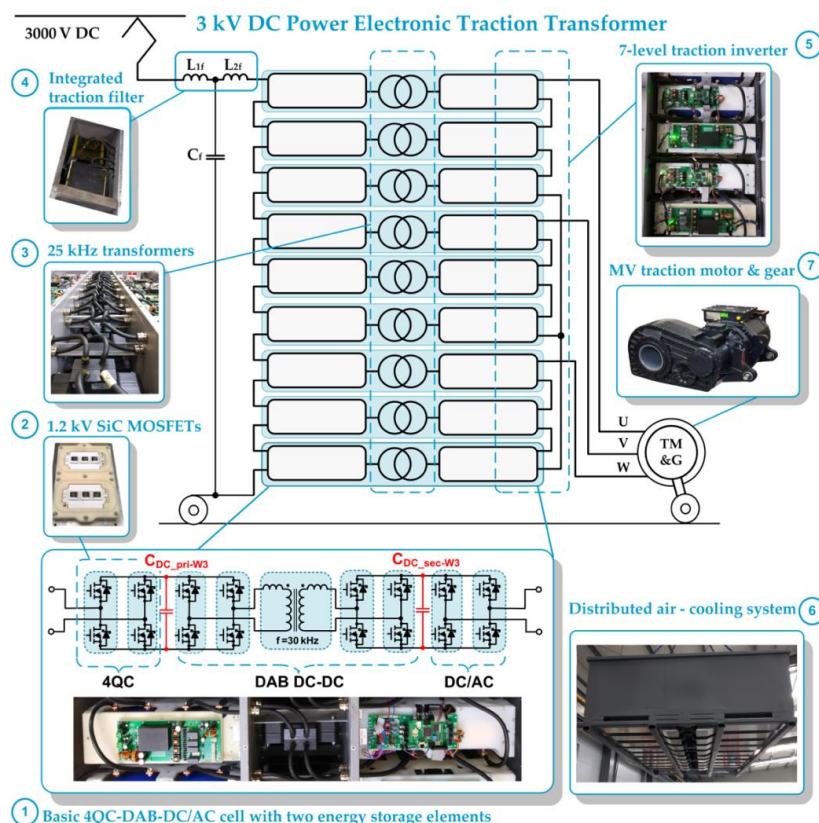 3 kV DC Power Electronic Traction Transformer
3000 V DC
L1f
L2f
Cf
4
Integrated
traction filter
7-level traction inverter
5
3
25 kHz transformers
MV traction motor & gear
7
2
1.2 kV SiC MOSFETs
U
V
W
TM
&G
CDC_pri-W3
CDC_sec-W3
f=30 kHz
4QC
DAB DC-DC
DC/AC
Distributed air - cooling system
6
1
Basic 4QC-DAB-DC/AC cell with two energy storage elements